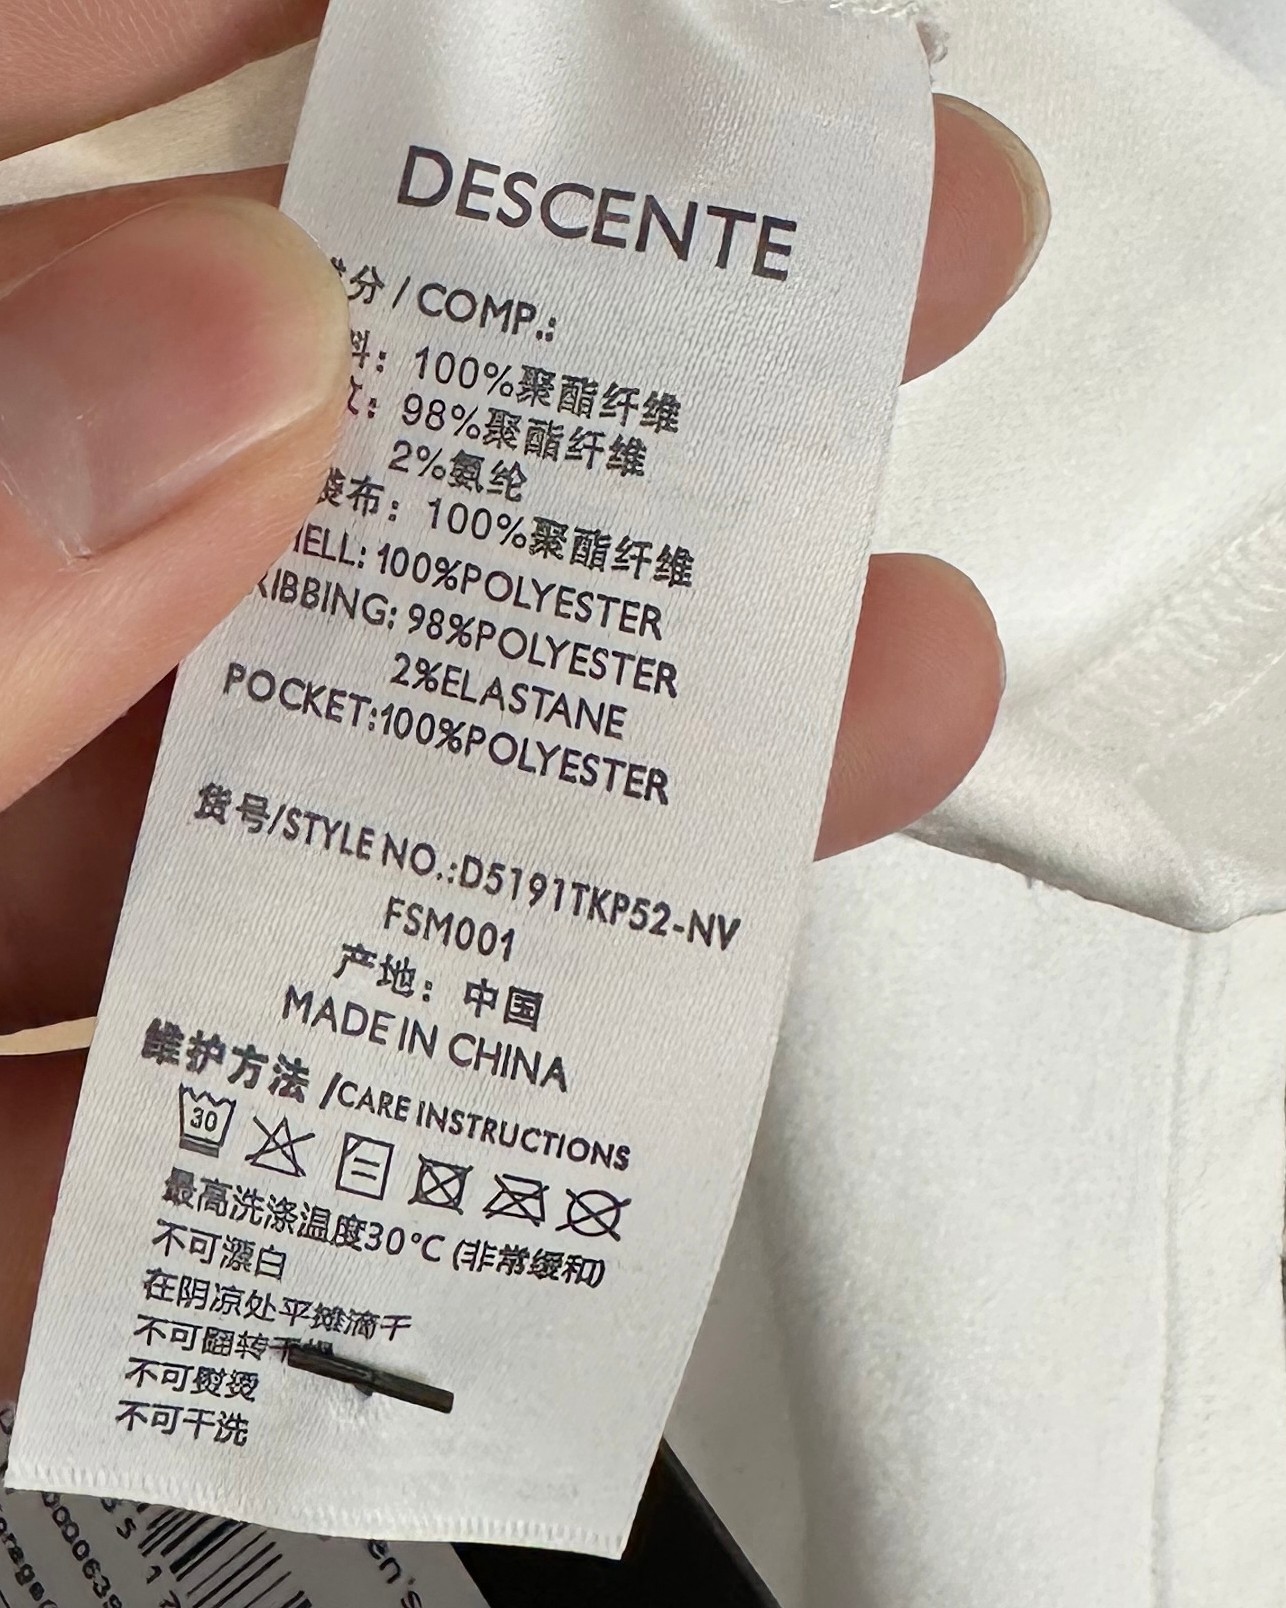 DESCENTE
分 / COMP.:
料：100%聚酯纤维
98%聚酯纤维
2%氨纶
袋布：100%聚酯纤维
HELL: 100%POLYESTER
RIBBING: 98%POLYESTER
2%ELASTANE
POCKET:100%POLYESTER
货号/STYLE NO.:D5191TKP52-NV
FSM001
产地：中国
MADE IN CHINA
维护方法 /CARE INSTRUCTIONS
30
最高洗涤温度30°C (非常缓和)
不可漂白
在阴凉处平摊滴干
不可翻转干燥
不可熨烫
不可干洗
en's